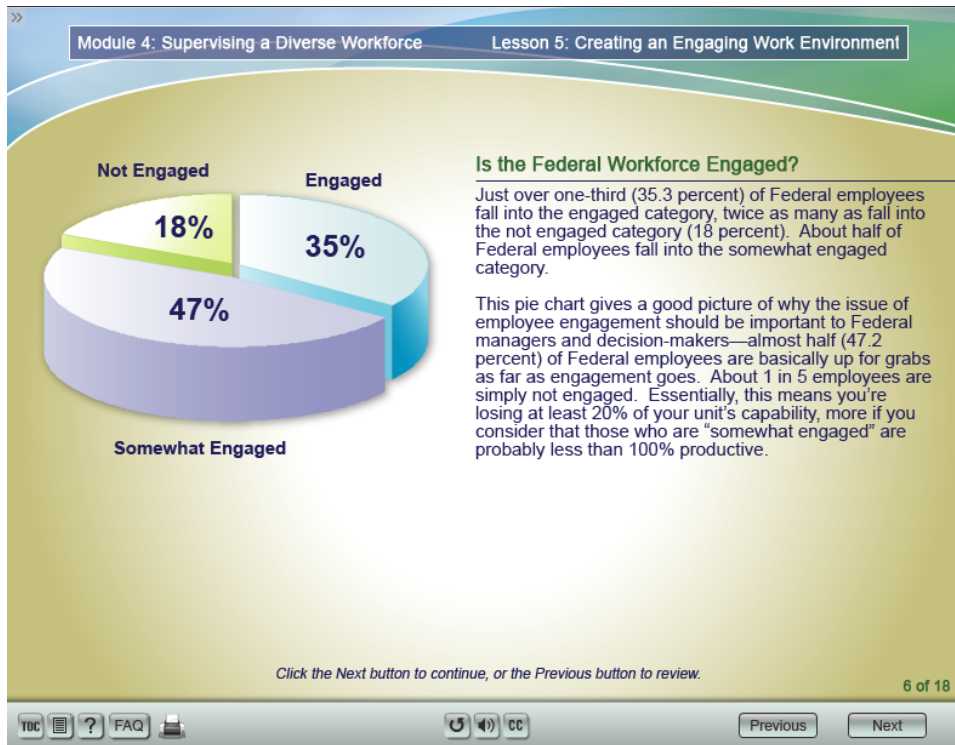 »
Module 4: Supervising a Diverse Workforce
Lesson 5: Creating an Engaging Work Environment
Not Engaged
Engaged
18%
35%
47%
Somewhat Engaged
Is the Federal Workforce Engaged?
Just over one-third (35.3 percent) of Federal employees
fall into the engaged category, twice as many as fall into
the not engaged category (18 percent).  About half of
Federal employees fall into the somewhat engaged
category.
This pie chart gives a good picture of why the issue of
employee engagement should be important to Federal
managers and decision-makers—almost half (47.2
percent) of Federal employees are basically up for grabs
as far as engagement goes.  About 1 in 5 employees are
simply not engaged.  Essentially, this means you’re
losing at least 20% of your unit’s capability, more if you
consider that those who are “somewhat engaged” are
probably less than 100% productive.
Click the Next button to continue, or the Previous button to review.
6 of 18
TOC
?
FAQ
CC
Previous
Next